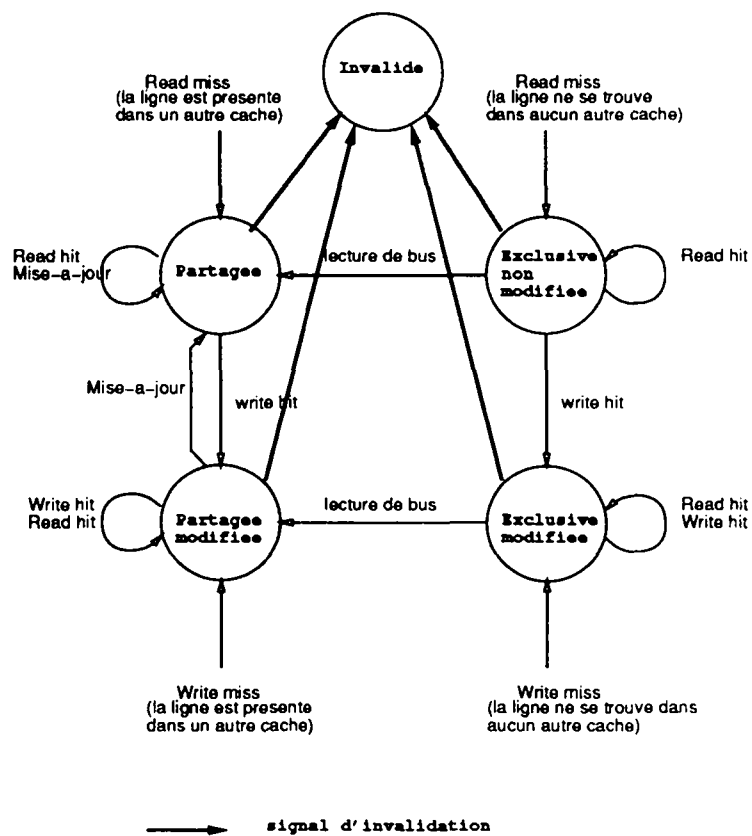 Invalide
Read miss
(la ligne est presente
dans un autre cache)
Read miss
(la ligne ne se trouve
dans aucun autre cache)
Read hit
Mise-a-jour
Partagee
lecture de bus
Exclusive
non
modifiee
Read hit
Mise-a-jour
write hit
write hit
Write hit
Read hit
Partagee
modifiee
lecture de bus
Exclusive
modifiee
Read hit
Write hit
Write miss
(la ligne est presente
dans un autre cache)
Write miss
(la ligne ne se trouve dans
aucun autre cache)
signal d'invalidation